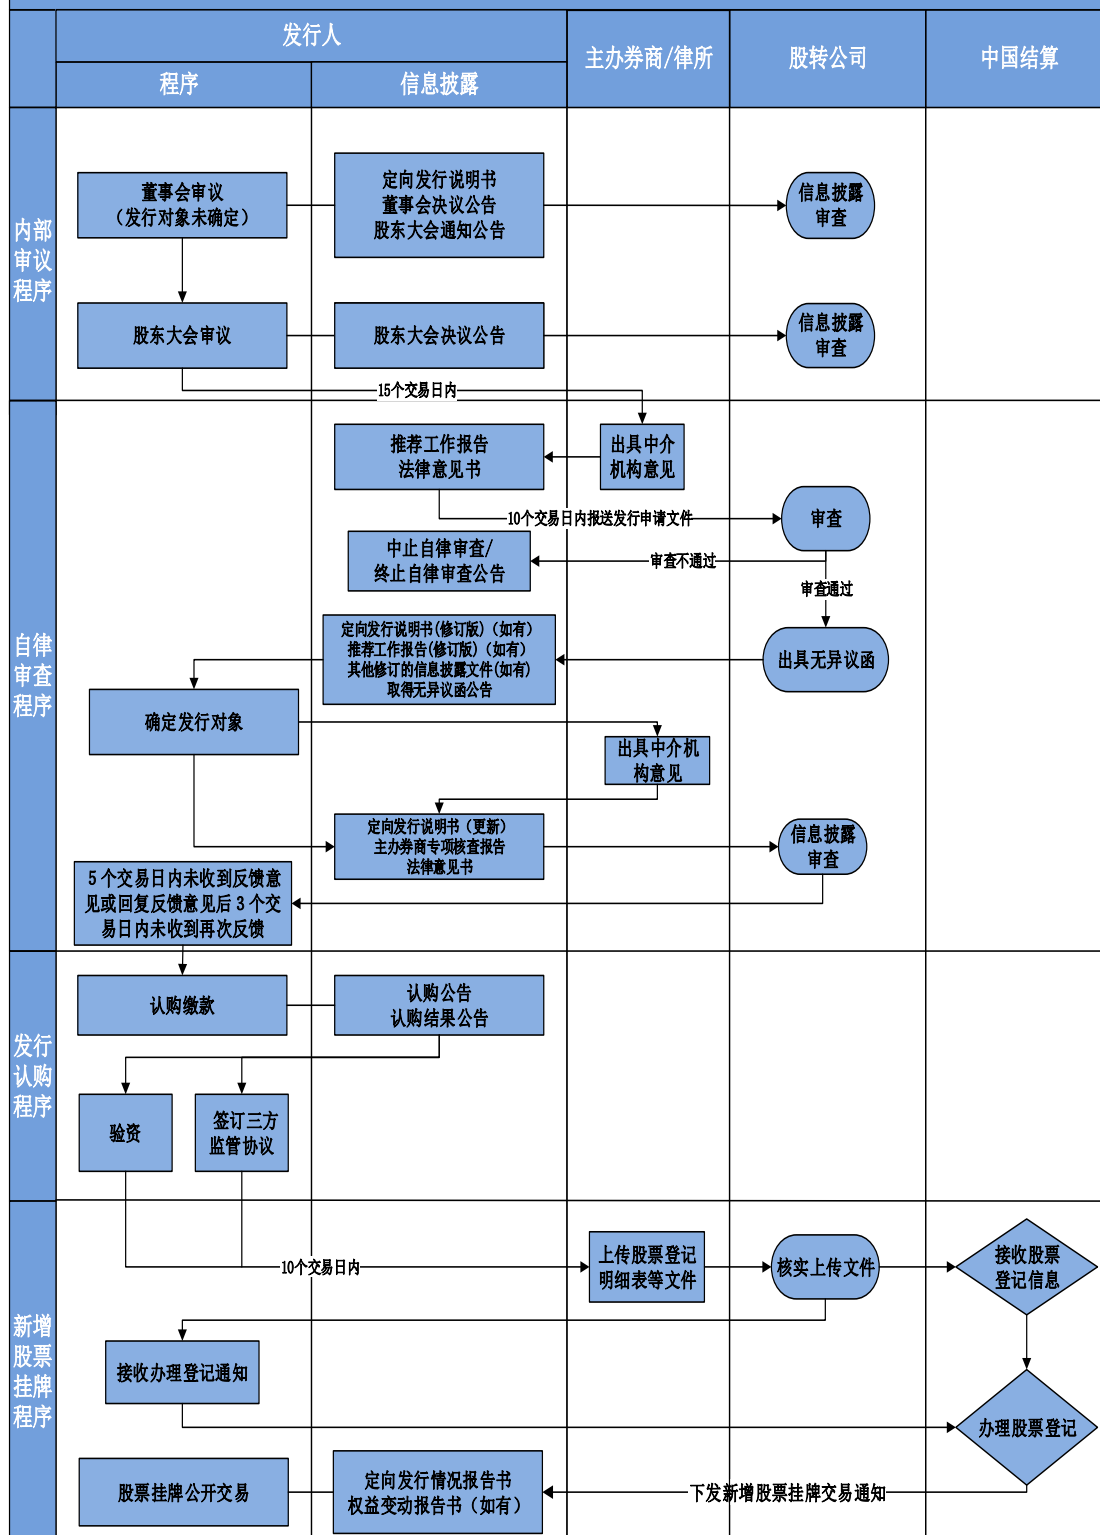 发行人
主办券商/律所
股转公司
中国结算
程序
信息披露
内部
审议
程序
董事会审议
（发行对象未确定）
定向发行说明书
董事会决议公告
股东大会通知公告
信息披露
审查
股东大会审议
股东大会决议公告
信息披露
审查
15个交易日内
自律
审查
程序
推荐工作报告
法律意见书
出具中介
机构意见
10个交易日内报送发行申请文件
审查
中止自律审查/
终止自律审查公告
审查不通过
审查通过
定向发行说明书(修订版)（如有）
推荐工作报告(修订版)（如有）
其他修订的信息披露文件(如有)
取得无异议函公告
出具无异议函
确定发行对象
出具中介机
构意见
定向发行说明书（更新）
主办券商专项核查报告
法律意见书
信息披露
审查
5个交易日内未收到反馈意
见或回复反馈意见后3个交
易日内未收到再次反馈
发行
认购
程序
认购缴款
认购公告
认购结果公告
验资
签订三方
监管协议
新增
股票
挂牌
程序
10个交易日内
上传股票登记
明细表等文件
核实上传文件
接收股票
登记信息
接收办理登记通知
办理股票登记
股票挂牌公开交易
定向发行情况报告书
权益变动报告书（如有）
下发新增股票挂牌交易通知